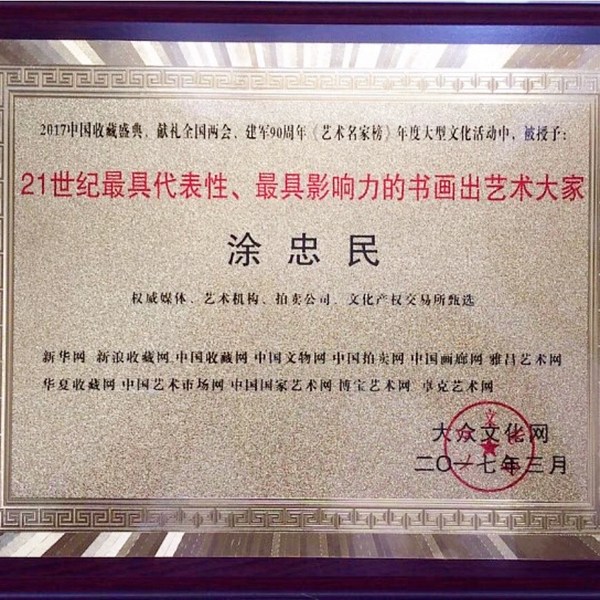 2017中国收藏盛典，献礼全国两会、建军90周年《艺术名家榜》年度大型文化活动中，被授予：
21世纪最具代表性、最具影响力的书画出艺术大家
涂忠民
权威媒体、艺术机构、拍卖公司、文化产权交易所甄选
新华网 新浪收藏网 中国收藏网 中国文物网 中国拍卖网 中国画廊网 雅昌艺术网
华夏收藏网 中国艺术市场网 中国国家艺术网 博宝艺术网 卓克艺术网
大众文化网
二〇一七年三月